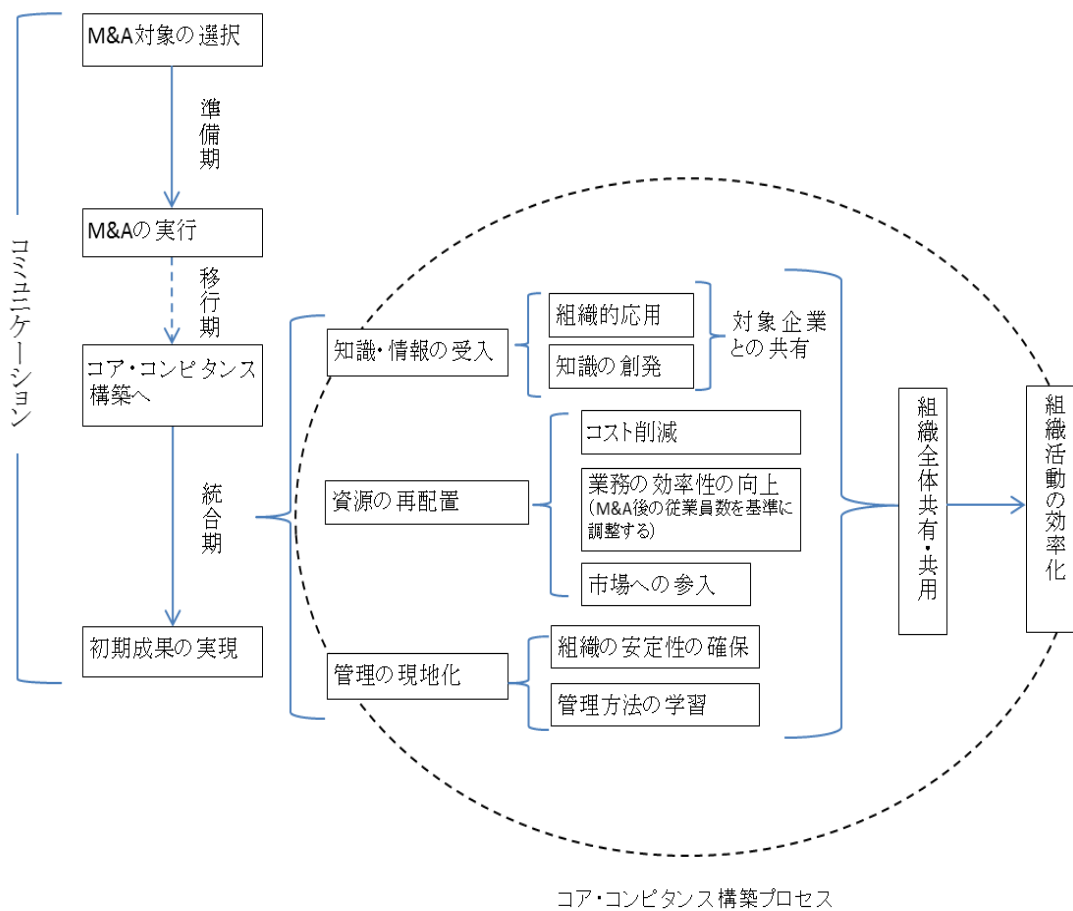 コミュニケーション
M&A対象の選択
準備期
M&Aの実行
移行期
コア・コンピタンス
構築へ
統合期
初期成果の実現
知識・情報の受入
組織的応用
知識の創発
対象企業
との共有
資源の再配置
コスト削減
業務の効率性の向上
(M&A後の従業員数を基準に
調整する)
市場への参入
管理の現地化
組織の安定性の確保
管理方法の学習
組織全体共有・共用
組織活動の効率化
コア・コンピタンス構築プロセス